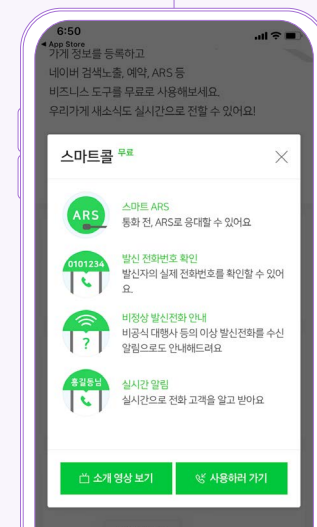 6:50
◀ App Store
가게 정보를 등록하고
네이버 검색노출, 예약, ARS 등
비즈니스 도구를 무료로 사용해보세요.
우리가게 새소식도 실시간으로 전할 수 있어요!
스마트콜 무료
ARS
스마트 ARS
통화 전, ARS로 응대할 수 있어요
0101234
발신 전화번호 확인
발신자의 실제 전화번호를 확인할 수 있어
요.
?
비정상 발신전화 안내
비공식 대행사 등의 이상 발신전화를 수신
알림으로도 안내해드려요
홍길동님
실시간 알림
실시간으로 전화 고객을 알고 받아요
소개 영상 보기
사용하러 가기